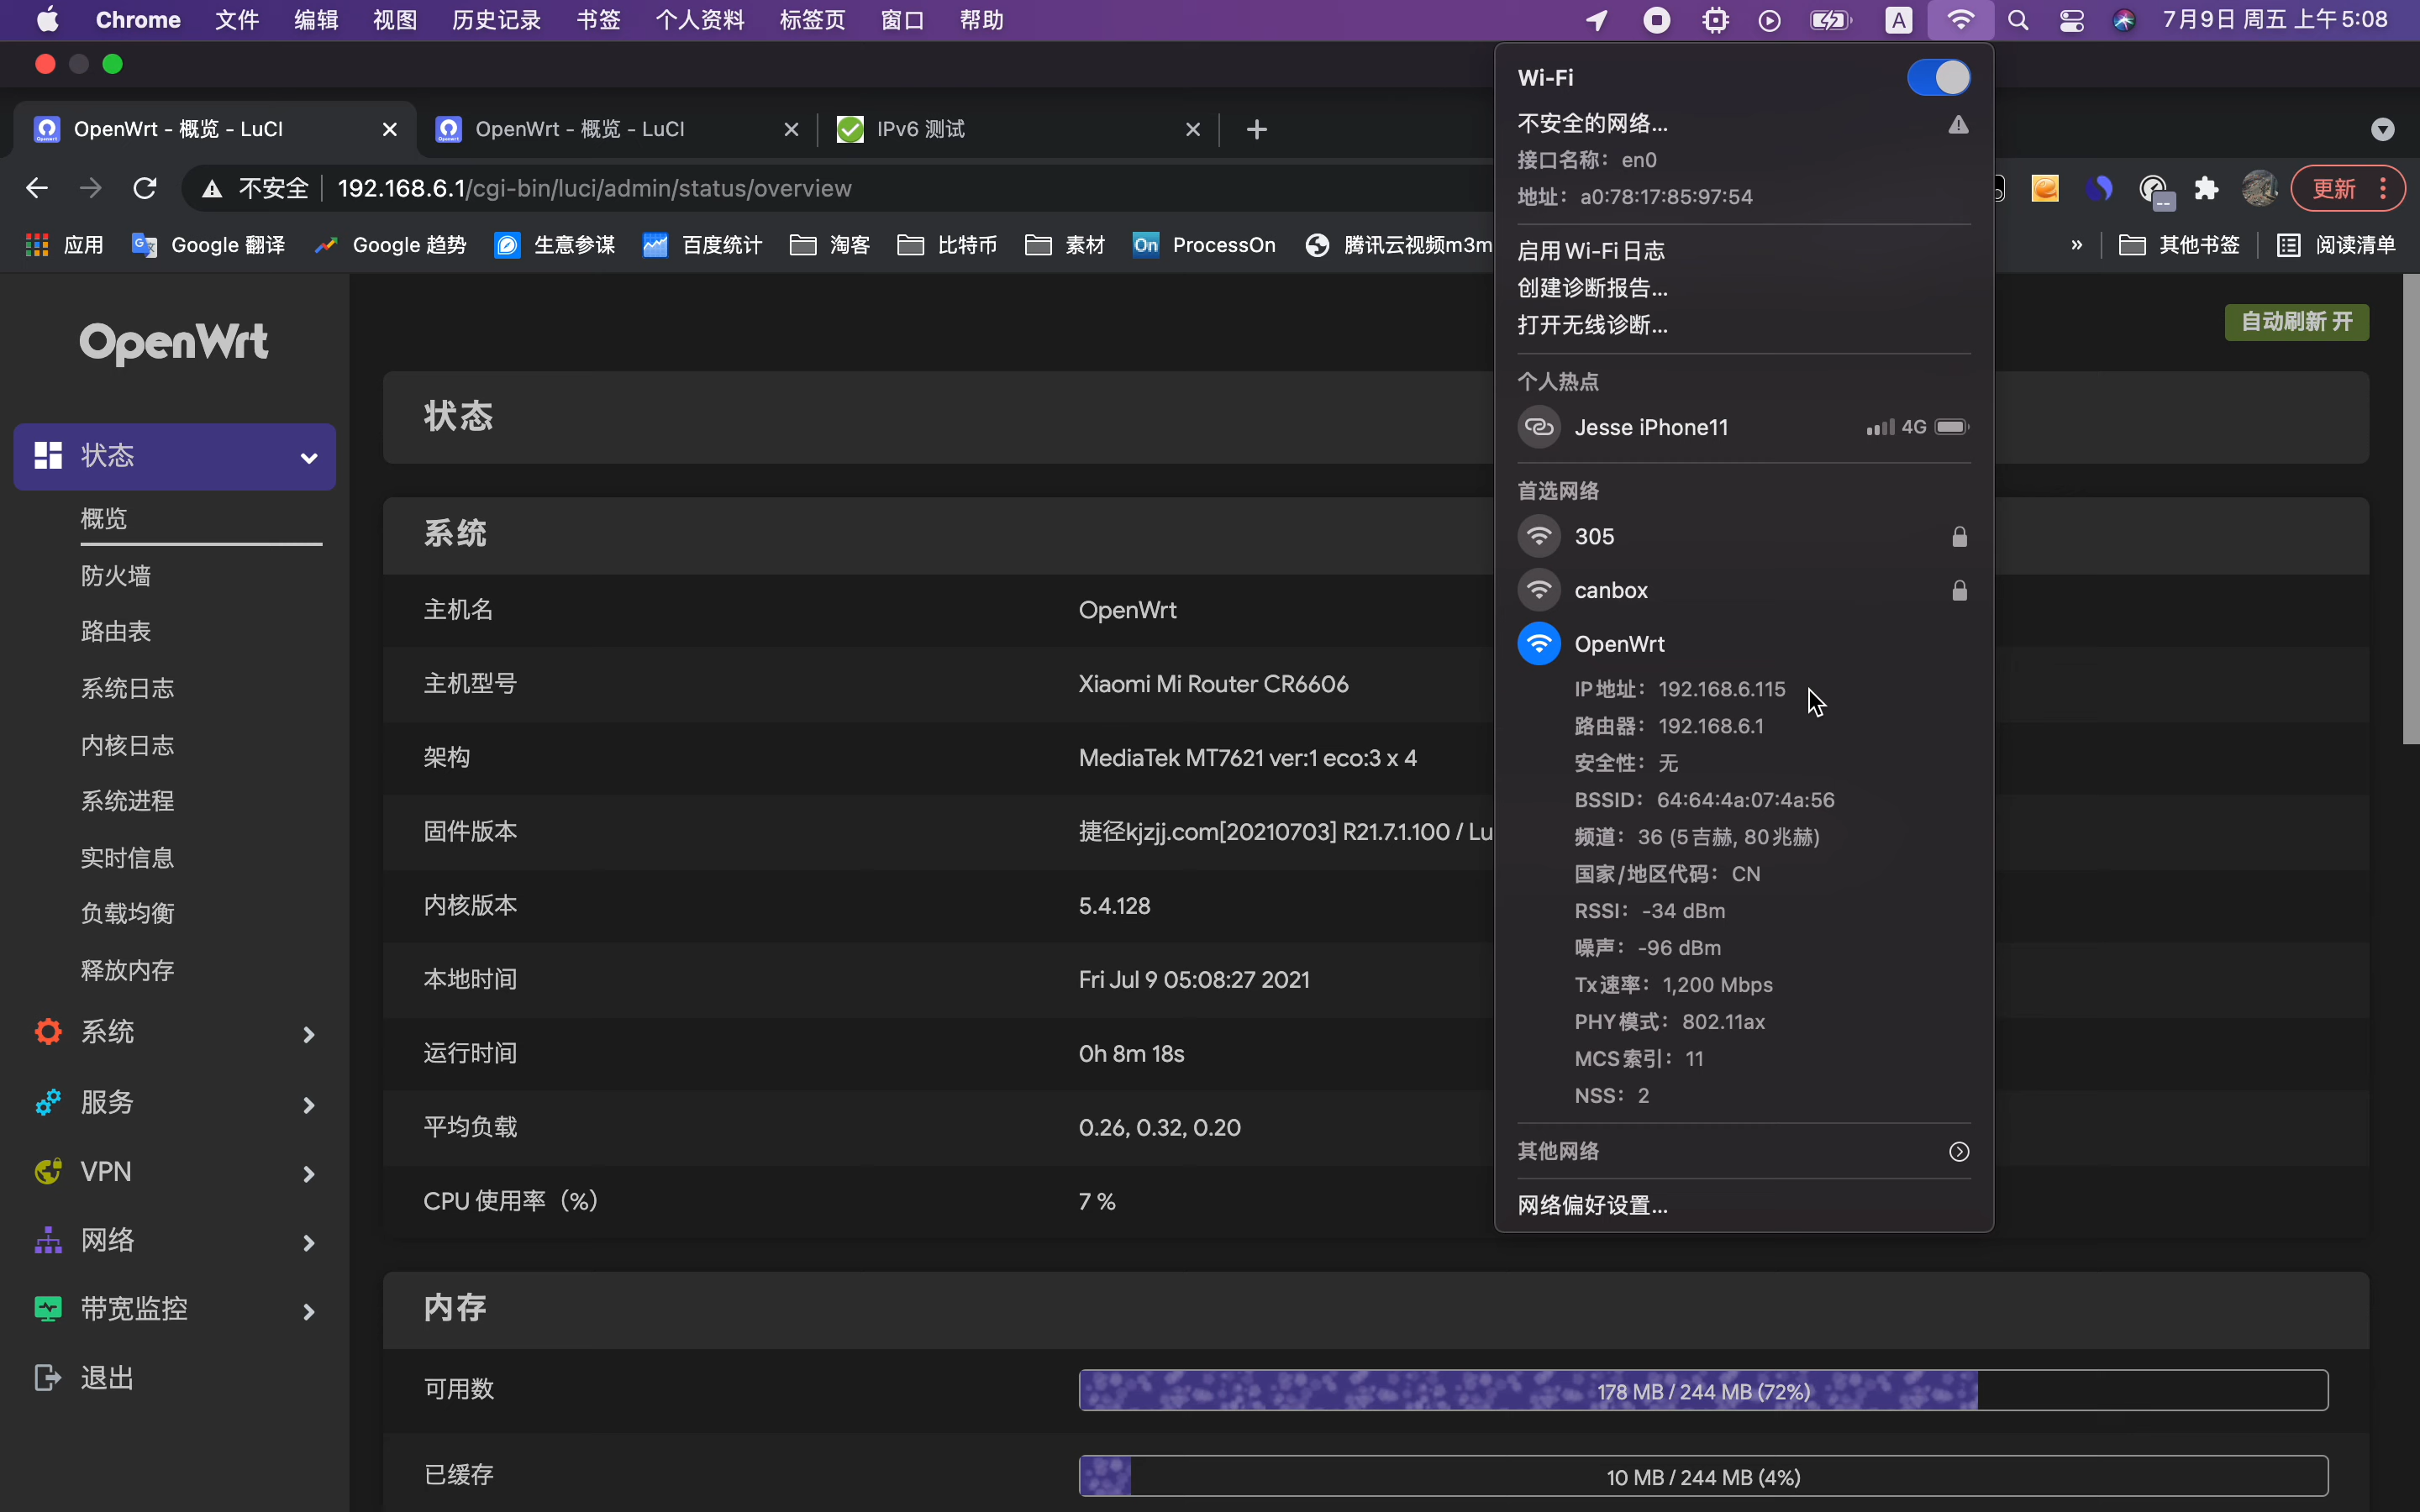 Chrome 文件 编辑 视图 历史记录 书签 个人资料 标签页 窗口 帮助 A 7月9日 周五 上午5:08
OpenWrt - 概览 - LuCI OpenWrt - 概览 - LuCI IPv6 测试
不安全 192.168.6.1/cgi-bin/luci/admin/status/overview 更新
应用 Google 翻译 Google 趋势 生意参谋 百度统计 淘客 比特币 素材 On ProcessOn 腾讯云视频m3m » 其他书签 阅读清单
OpenWrt
状态
概览
防火墙
路由表
系统日志
内核日志
系统进程
实时信息
负载均衡
释放内存
系统
服务
VPN
网络
带宽监控
退出
自动刷新 开
状态
系统
主机名 OpenWrt
主机型号 Xiaomi Mi Router CR6606
架构 MediaTek MT7621 ver:1 eco:3 x 4
固件版本 捷径kjzjj.com[20210703] R21.7.1.100 / Lu
内核版本 5.4.128
本地时间 Fri Jul 9 05:08:27 2021
运行时间 0h 8m 18s
平均负载 0.26, 0.32, 0.20
CPU 使用率（%） 7 %
内存
可用数 178 MB / 244 MB (72%)
已缓存 10 MB / 244 MB (4%)
Wi-Fi
不安全的网络...
接口名称： en0
地址： a0:78:17:85:97:54
启用 Wi-Fi 日志
创建诊断报告...
打开无线诊断...
个人热点
Jesse iPhone11 4G
首选网络
305
canbox
OpenWrt
IP 地址： 192.168.6.115
路由器： 192.168.6.1
安全性： 无
BSSID： 64:64:4a:07:4a:56
频道： 36 (5 吉赫, 80 兆赫)
国家/地区代码： CN
RSSI： -34 dBm
噪声： -96 dBm
Tx 速率： 1,200 Mbps
PHY 模式： 802.11ax
MCS 索引： 11
NSS： 2
其他网络
网络偏好设置...